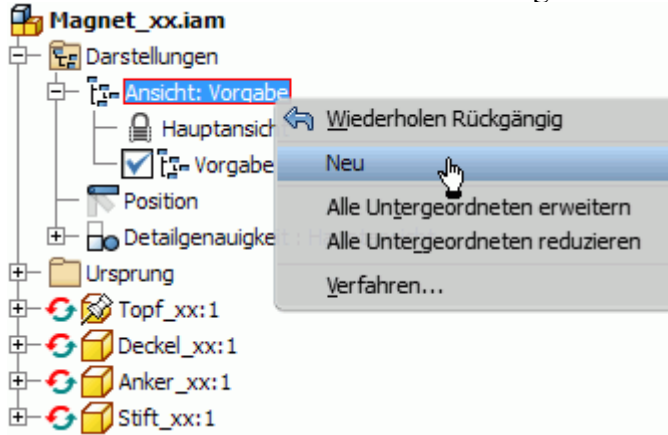 Magnet_xx.iam
Darstellungen
Ansicht: Vorgabe
Wiederholen Rückgängig
Hauptansich
Neu
Vorgabe
Position
Alle Untergeordneten erweitern
Detailgenauigke
Alle Untergeordneten reduzieren
Ursprung
Verfahren...
Topf_xx:1
Deckel_xx:1
Anker_xx:1
Stift_xx:1